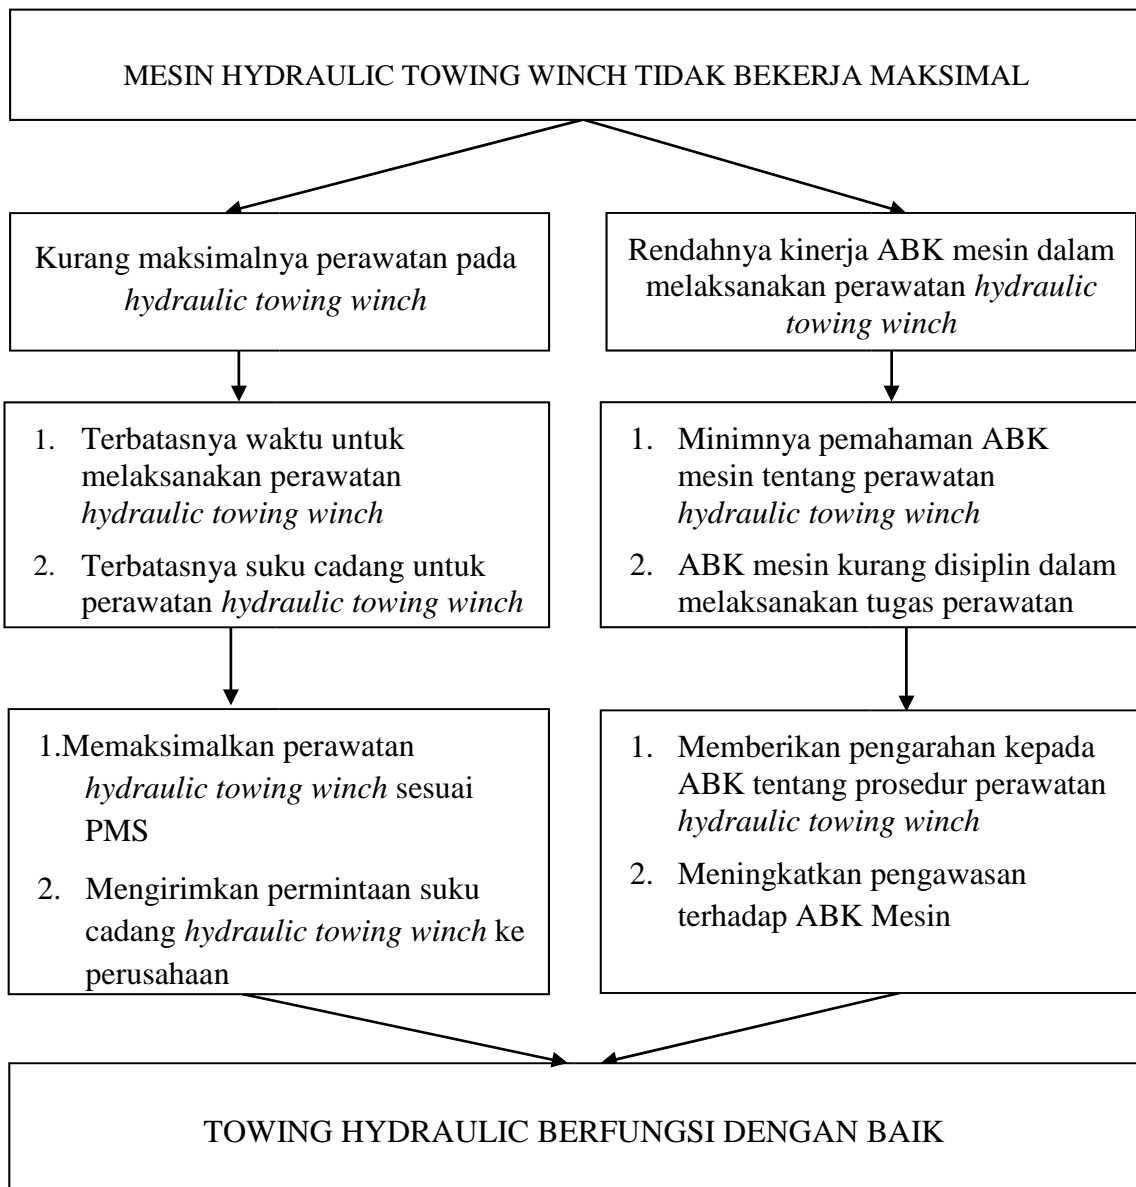 MESIN HYDRAULIC TOWING WINCH TIDAK BEKERJA MAKSIMAL
Kurang maksimalnya perawatan pada
hydraulic towing winch
Rendahnya kinerja ABK mesin dalam
melaksanakan perawatan hydraulic
towing winch
1. Terbatasnya waktu untuk
melaksanakan perawatan
hydraulic towing winch
2. Terbatasnya suku cadang untuk
perawatan hydraulic towing winch
1. Minimnya pemahaman ABK
mesin tentang perawatan
hydraulic towing winch
2. ABK mesin kurang disiplin dalam
melaksanakan tugas perawatan
1.Memaksimalkan perawatan
hydraulic towing winch sesuai
PMS
2. Mengirimkan permintaan suku
cadang hydraulic towing winch ke
perusahaan
1. Memberikan pengarahan kepada
ABK tentang prosedur perawatan
hydraulic towing winch
2. Meningkatkan pengawasan
terhadap ABK Mesin
TOWING HYDRAULIC BERFUNGSI DENGAN BAIK